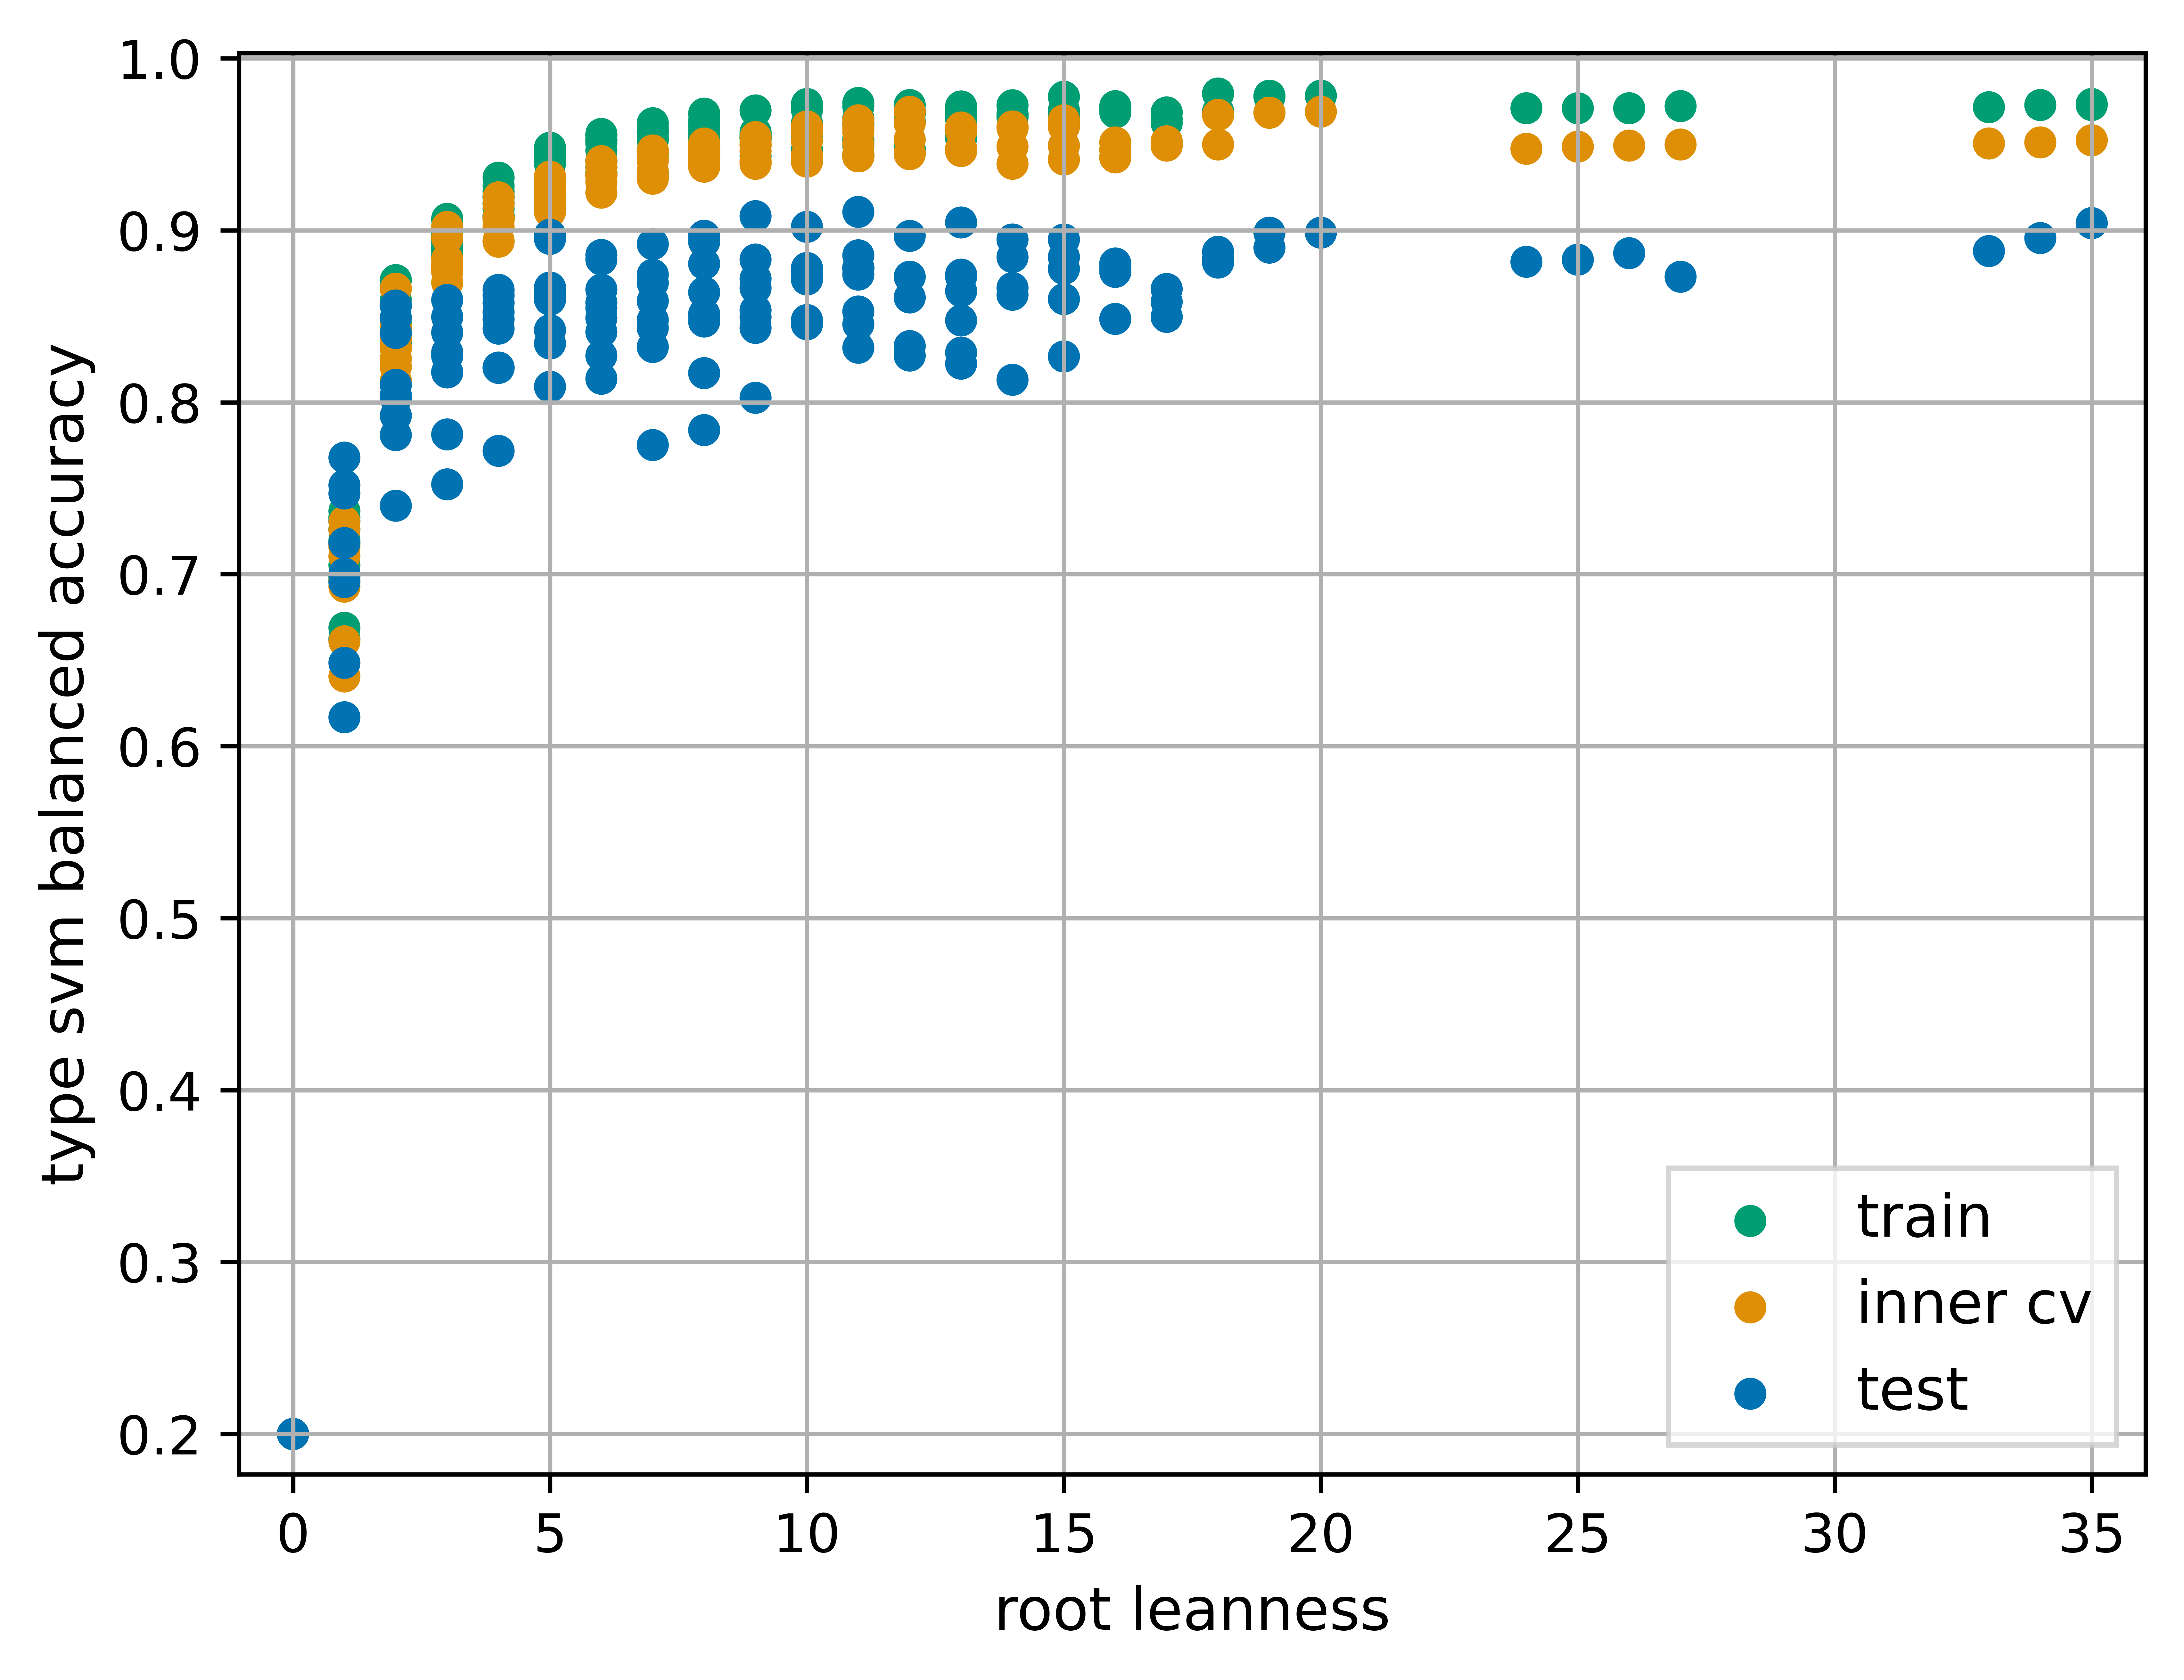 type svm balanced accuracy
1.0
0.9
0.8
0.7
0.6
0.5
0.4
0.3
0.2
train
inner cv
test
0 5 10 15 20 25 30 35
root leanness